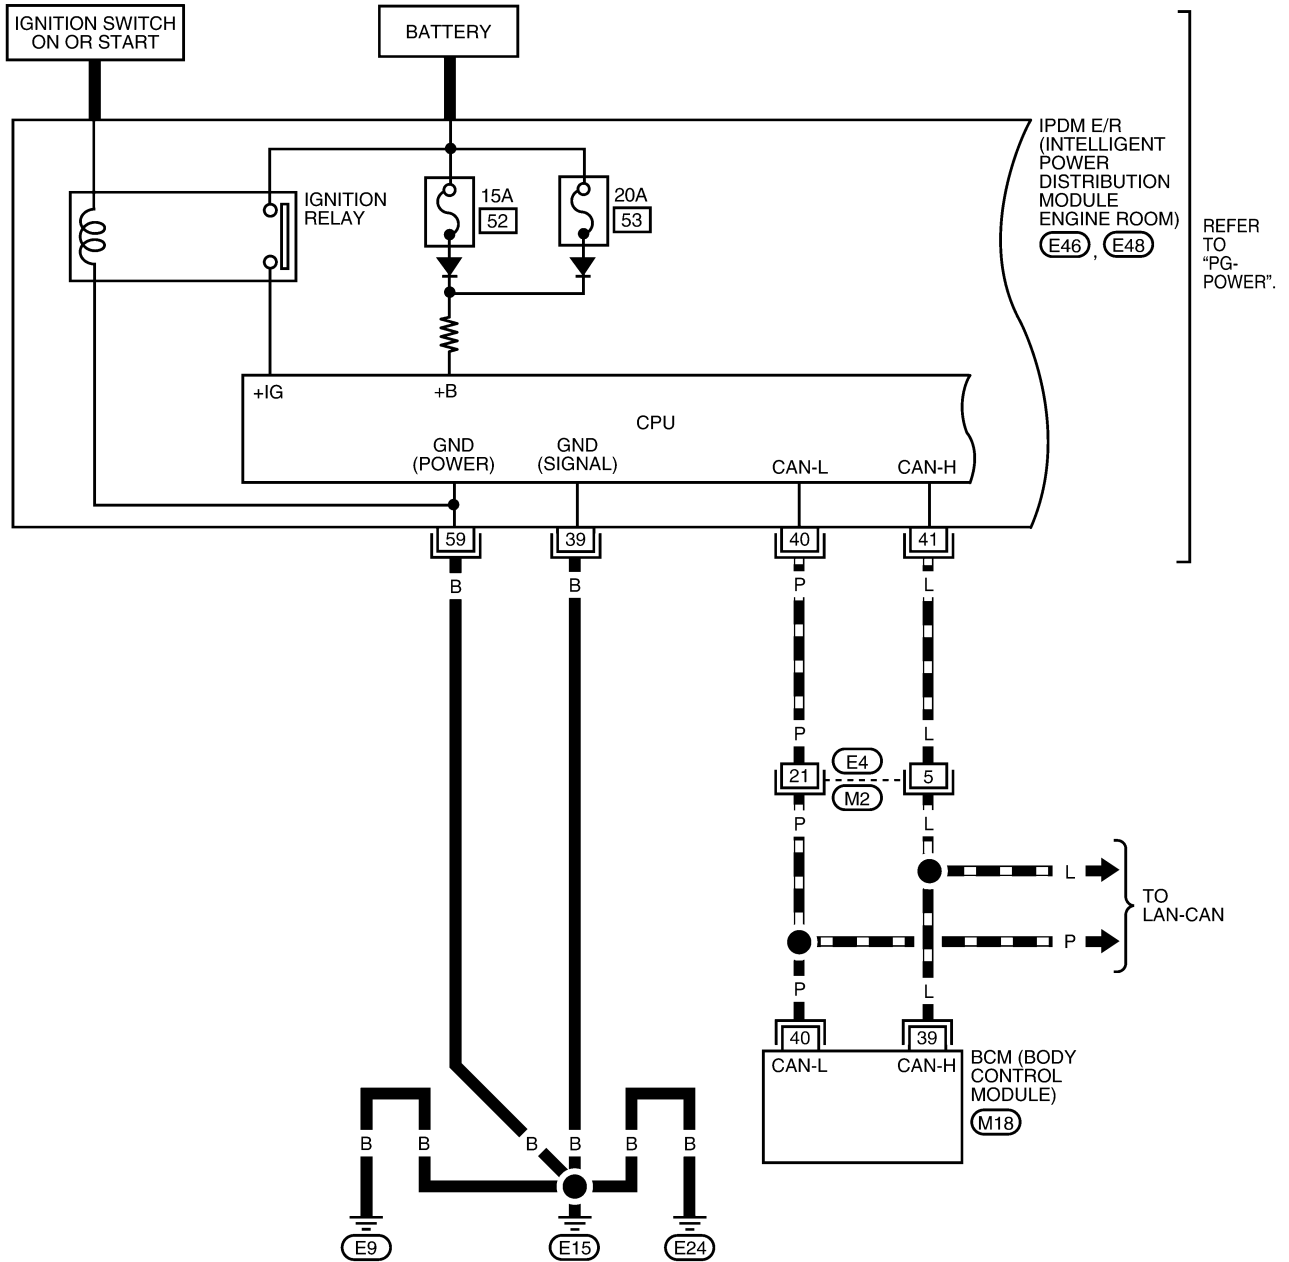 IGNITION SWITCH
ON OR START
BATTERY
IPDM E/R
(INTELLIGENT
POWER
DISTRIBUTION
MODULE
ENGINE ROOM)
E46 , E48
REFER
TO
“PG-
POWER”.
IGNITION
RELAY
15A
52
20A
53
+IG
+B
CPU
GND
(POWER)
GND
(SIGNAL)
CAN-L
CAN-H
59
39
40
41
B
B
P
L
P
L
21
E4
M2
5
P
L
L
P
TO
LAN-CAN
P
L
40
39
CAN-L
CAN-H
BCM (BODY
CONTROL
MODULE)
M18
B
B
B
B
B
B
E9
E15
E24